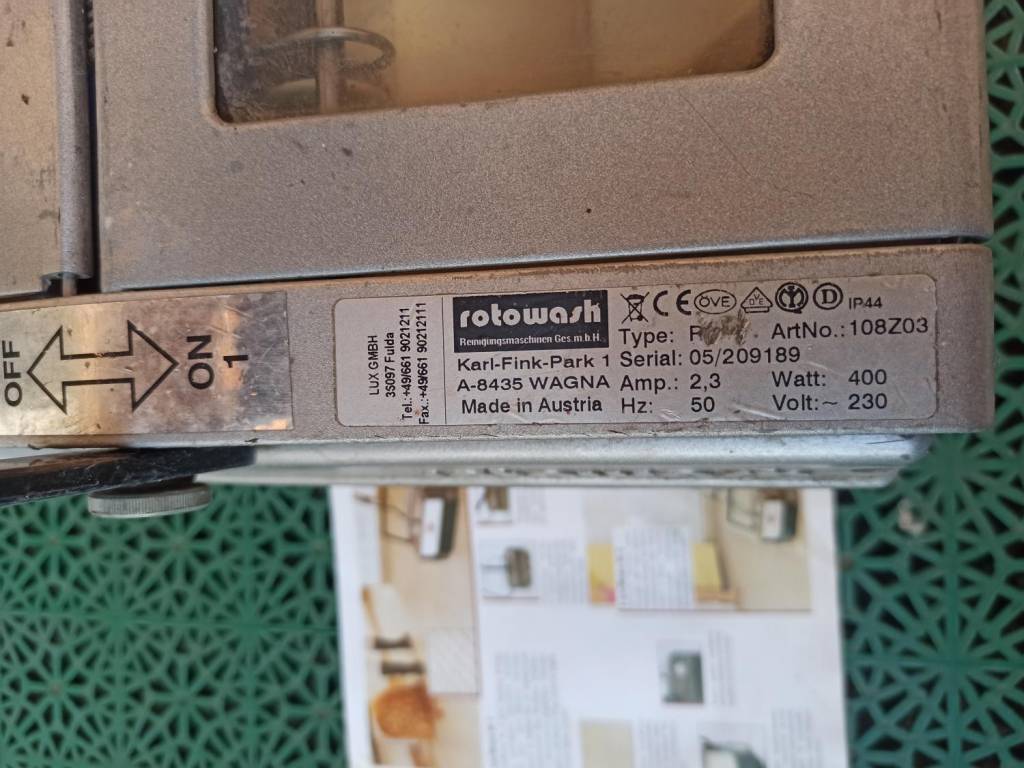 OFF
ON
1
LUX GMBH
35097 Fulda
Tel.:+49/661 9021211
Fax.:+49/661 90212111
rotowash
Reinigungsmaschinen Ges.m.b.H.
Karl-Fink-Park 1
A-8435 WAGNA
Made in Austria
CE ÖVE D IP44
Type: R ArtNo.:108Z03
Serial: 05/209189
Amp.: 2,3 Watt: 400
Hz: 50 Volt:~ 230